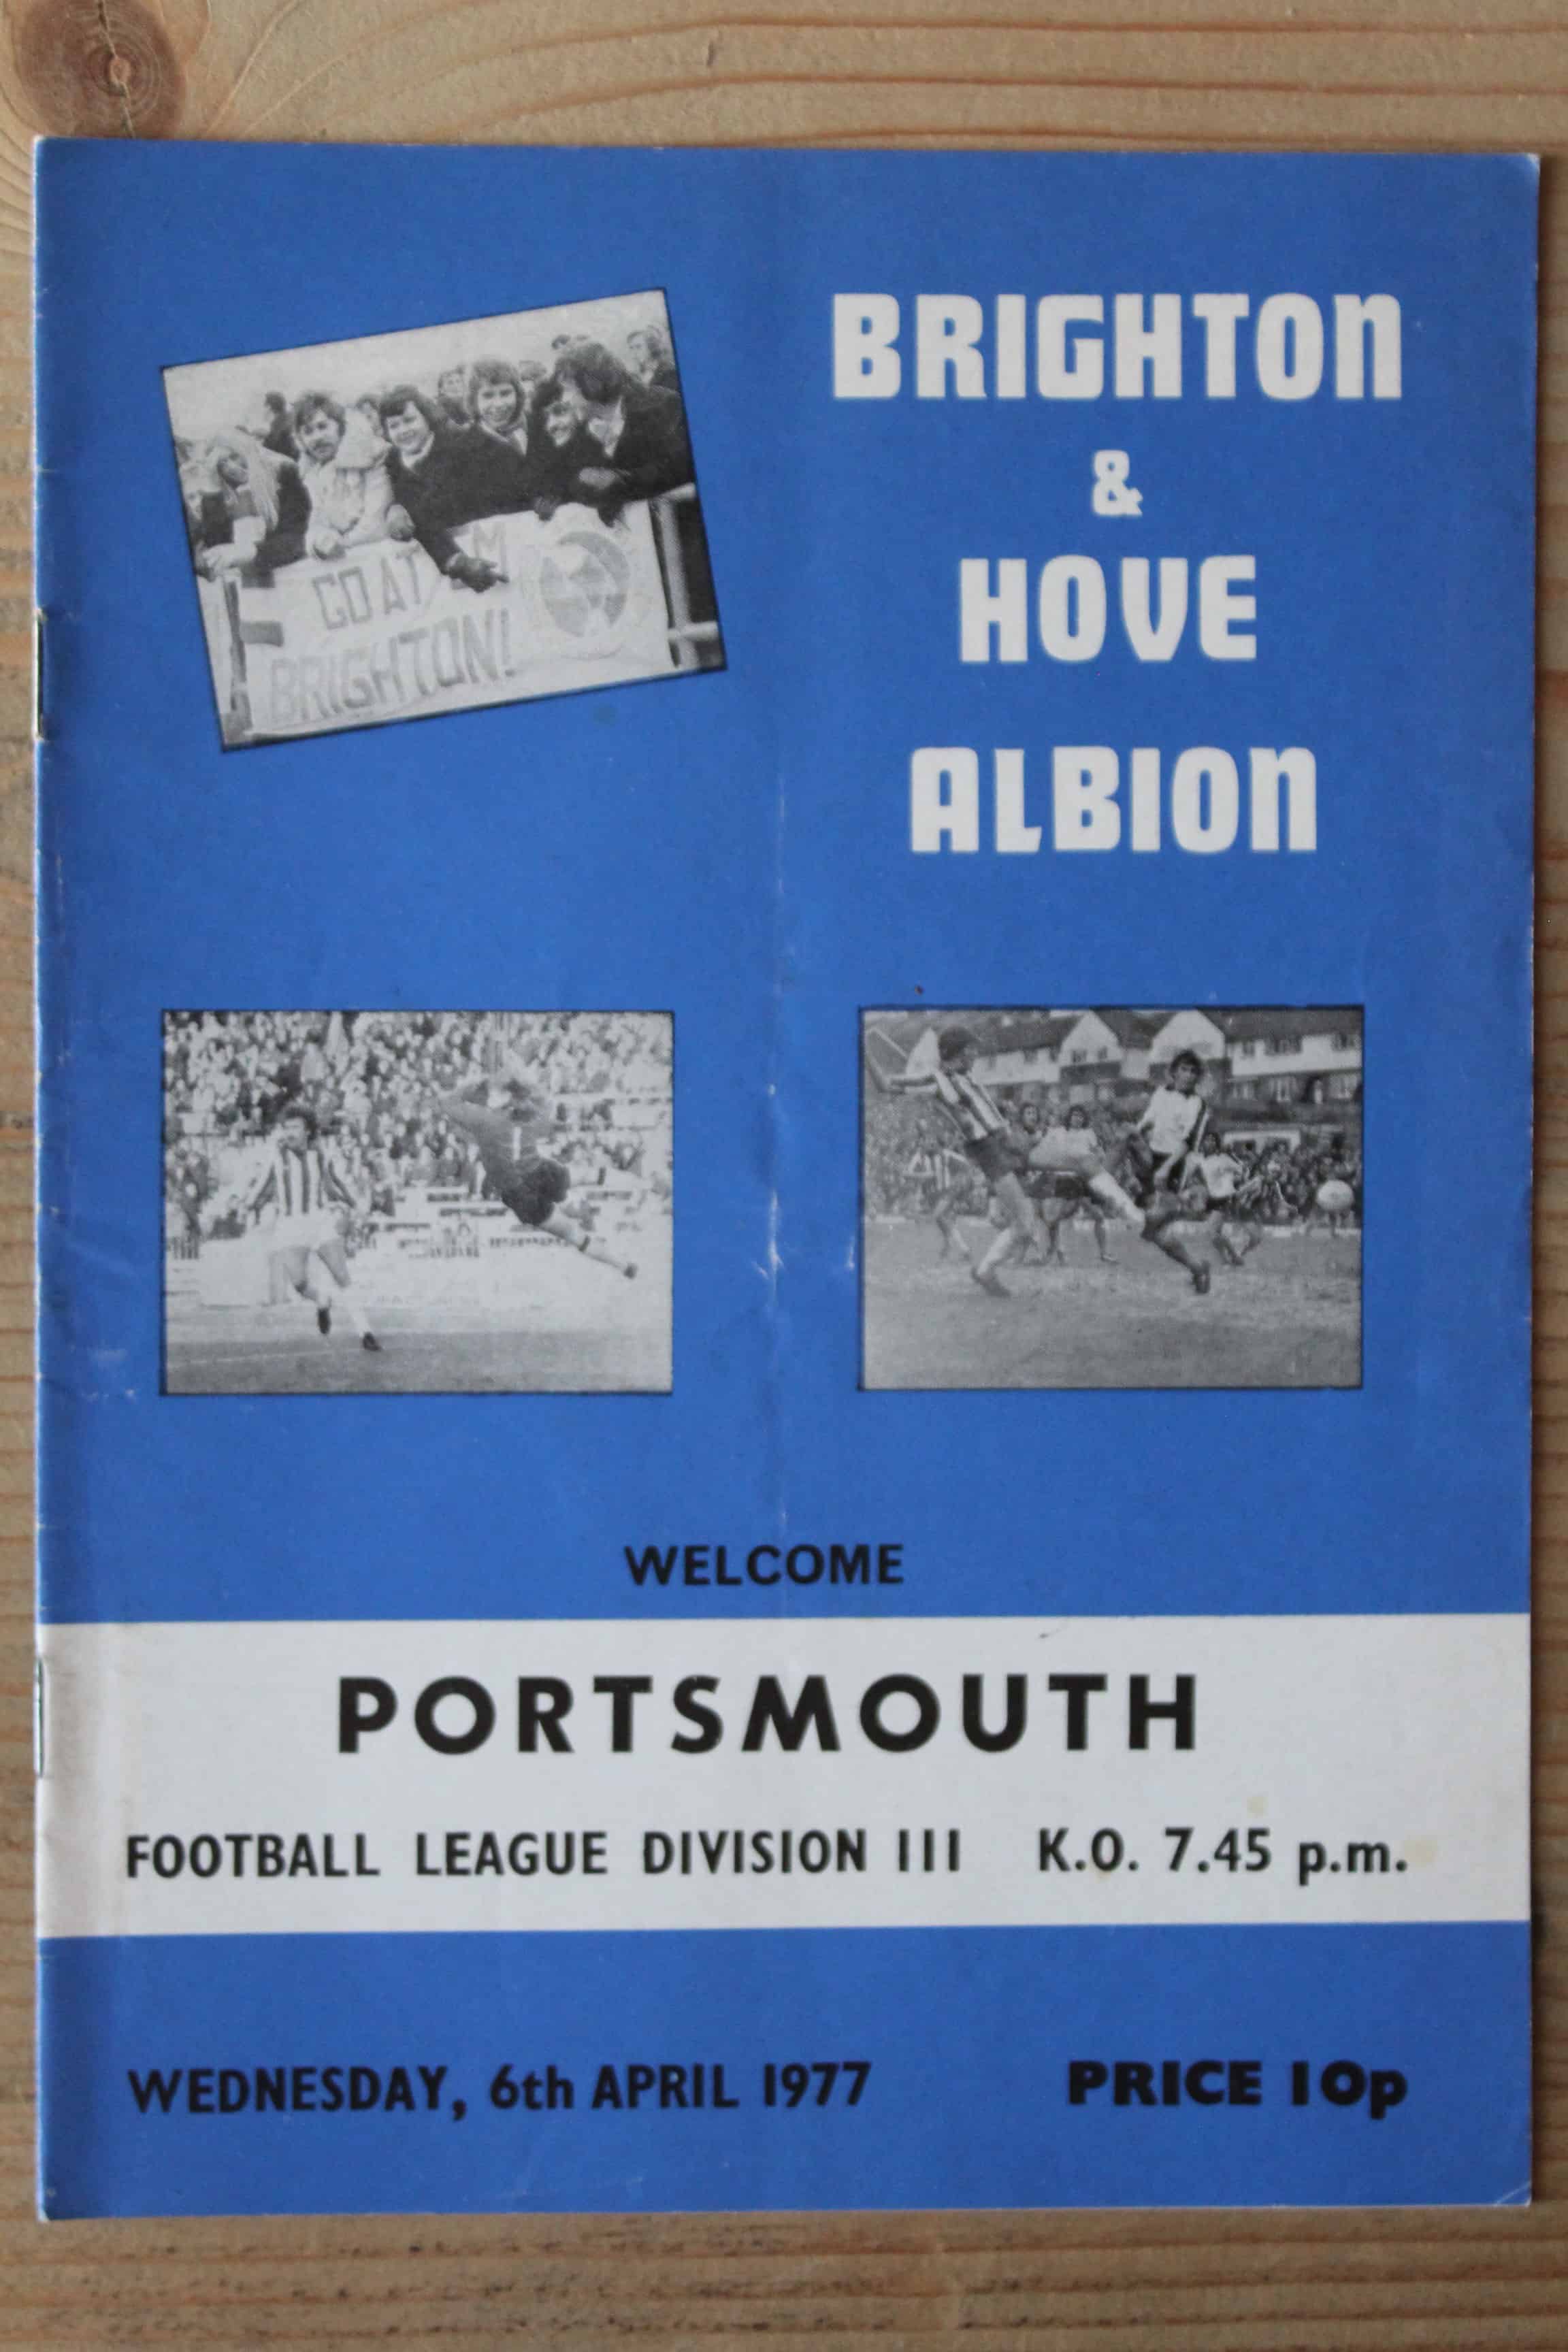 BRIGHTON
&
HOVE
ALBION
GO AT
BRIGHTON!
WELCOME
PORTSMOUTH
FOOTBALL LEAGUE DIVISION III K.O. 7.45 p.m.
WEDNESDAY, 6th APRIL 1977 PRICE 10p